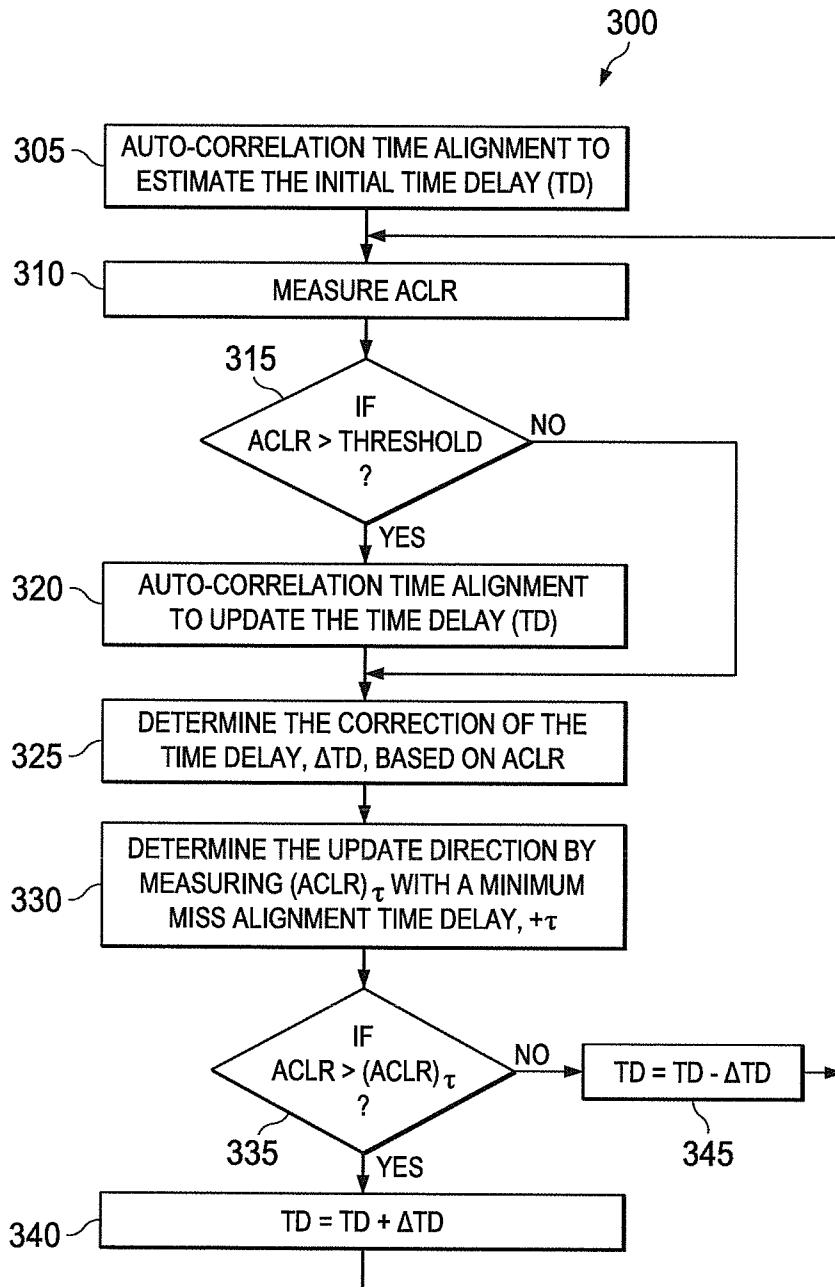 300
305
AUTO-CORRELATION TIME ALIGNMENT TO
ESTIMATE THE INITIAL TIME DELAY (TD)
310
MEASURE ACLR
315
IF
ACLR > THRESHOLD
?
NO
YES
320
AUTO-CORRELATION TIME ALIGNMENT
TO UPDATE THE TIME DELAY (TD)
325
DETERMINE THE CORRECTION OF THE
TIME DELAY, ΔTD, BASED ON ACLR
330
DETERMINE THE UPDATE DIRECTION BY
MEASURING (ACLR)τ WITH A MINIMUM
MISS ALIGNMENT TIME DELAY, +τ
IF
ACLR > (ACLR)τ
?
335
NO
TD = TD - ΔTD
345
YES
340
TD = TD + ΔTD